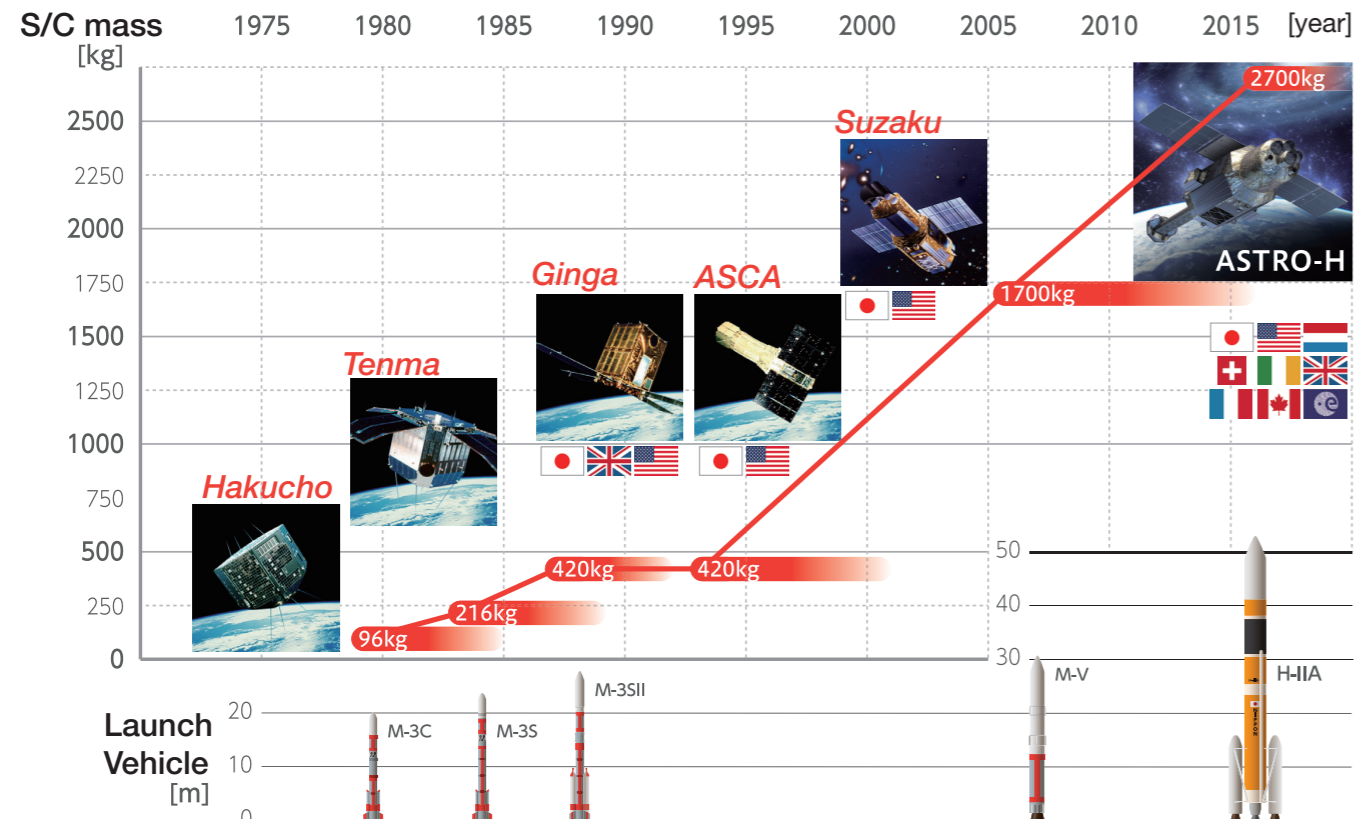 S/C mass
[kg]
1975 1980 1985 1990 1995 2000 2005 2010 2015 [year]
2700kg
2500
Suzaku
2250
2000
Ginga
ASCA
ASTRO-H
1750
1700kg
1500
Tenma
1250
1000
Hakucho
750
500
420kg
420kg
50
250
216kg
40
96kg
0
30
M-3SII
M-V
H-IIA
Launch
Vehicle
[m]
20
M-3C
M-3S
10
0
NIPPON